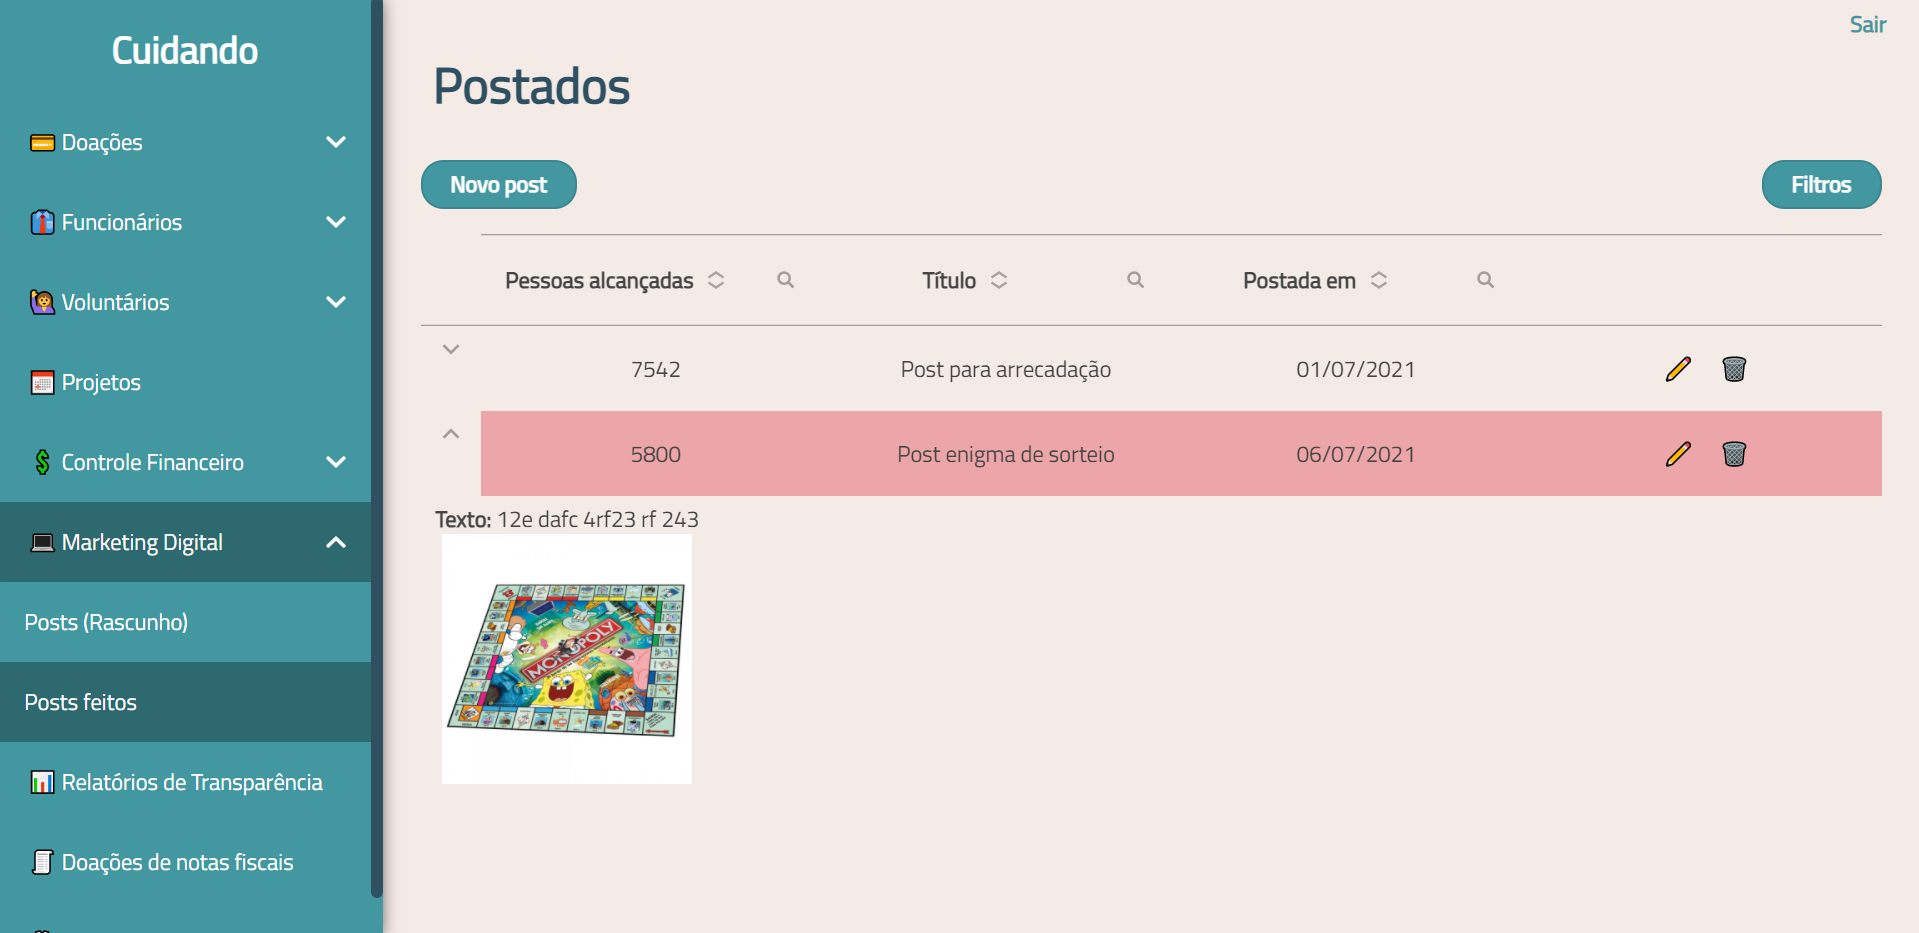 Cuidando
Sair
Doações
Funcionários
Voluntários
Projetos
Controle Financeiro
Marketing Digital
Posts (Rascunho)
Posts feitos
Relatórios de Transparência
Doações de notas fiscais
Postados
Novo post
Filtros
Pessoas alcançadas Título Postada em
7542 Post para arrecadação 01/07/2021
5800 Post enigma de sorteio 06/07/2021
Texto: 12e dafc 4rf23 rf 243
MONOPOLY